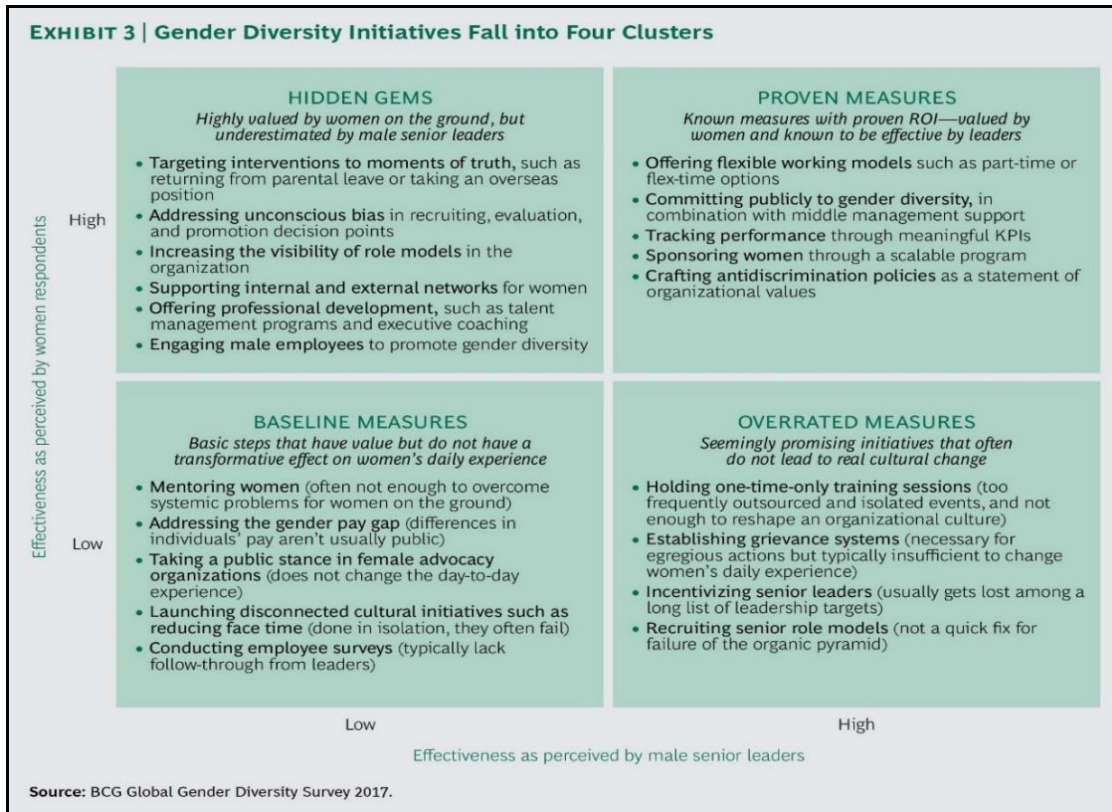 EXHIBIT 3 | Gender Diversity Initiatives Fall into Four Clusters
HIDDEN GEMS
Highly valued by women on the ground, but
underestimated by male senior leaders
• Targeting interventions to moments of truth, such as
returning from parental leave or taking an overseas
position
• Addressing unconscious bias in recruiting, evaluation,
and promotion decision points
• Increasing the visibility of role models in the
organization
• Supporting internal and external networks for women
• Offering professional development, such as talent
management programs and executive coaching
• Engaging male employees to promote gender diversity
PROVEN MEASURES
Known measures with proven ROI—valued by
women and known to be effective by leaders
• Offering flexible working models such as part-time or
flex-time options
• Committing publicly to gender diversity, in
combination with middle management support
• Tracking performance through meaningful KPIs
• Sponsoring women through a scalable program
• Crafting antidiscrimination policies as a statement of
organizational values
High
Effectiveness as perceived by women respondents
Low
BASELINE MEASURES
Basic steps that have value but do not have a
transformative effect on women's daily experience
• Mentoring women (often not enough to overcome
systemic problems for women on the ground)
• Addressing the gender pay gap (differences in
individuals' pay aren't usually public)
• Taking a public stance in female advocacy
organizations (does not change the day-to-day
experience)
• Launching disconnected cultural initiatives such as
reducing face time (done in isolation, they often fail)
• Conducting employee surveys (typically lack
follow-through from leaders)
OVERRATED MEASURES
Seemingly promising initiatives that often
do not lead to real cultural change
• Holding one-time-only training sessions (too
frequently outsourced and isolated events, and not
enough to reshape an organizational culture)
• Establishing grievance systems (necessary for
egregious actions but typically insufficient to change
women's daily experience)
• Incentivizing senior leaders (usually gets lost among a
long list of leadership targets)
• Recruiting senior role models (not a quick fix for
failure of the organic pyramid)
Low
High
Effectiveness as perceived by male senior leaders
Source: BCG Global Gender Diversity Survey 2017.